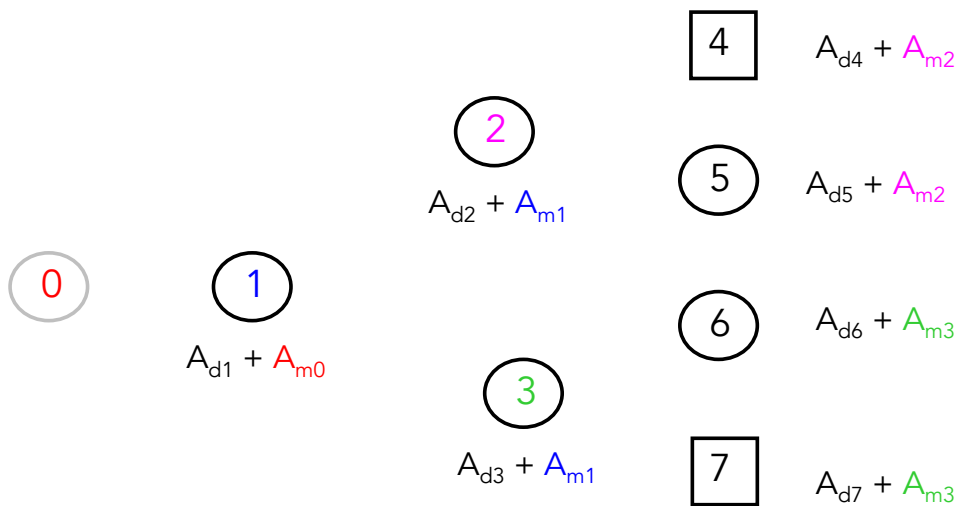 4 A_d4 + A_m2
2
5 A_d5 + A_m2
A_d2 + A_m1
0 1
6 A_d6 + A_m3
A_d1 + A_m0
3
A_d3 + A_m1
7 A_d7 + A_m3